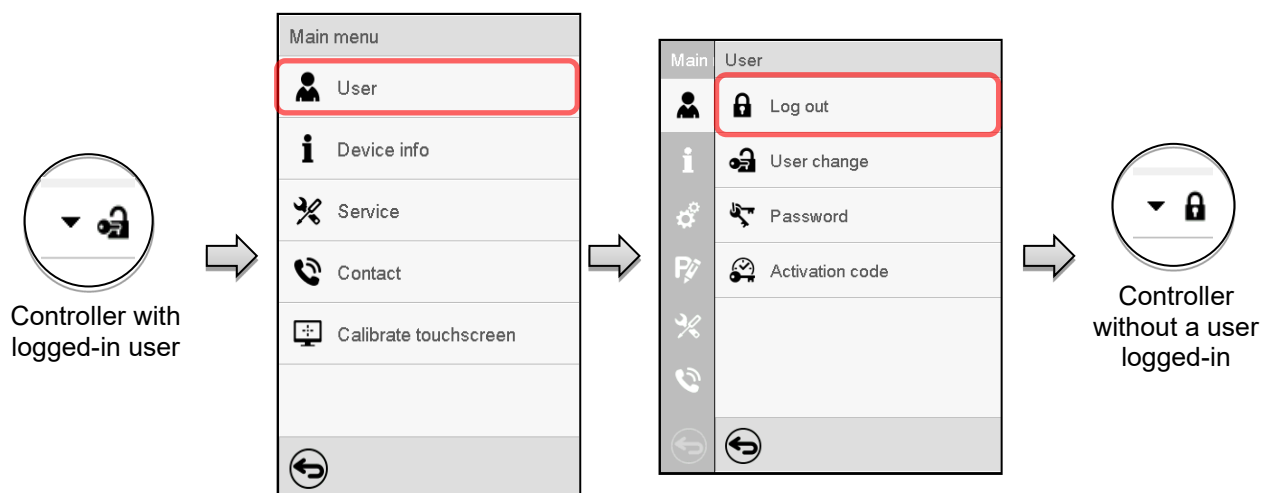 Controller with
logged-in user
Main menu
User
Device info
Service
Contact
Calibrate touchscreen
Main
User
Log out
User change
Password
Activation code
Controller
without a user
logged-in